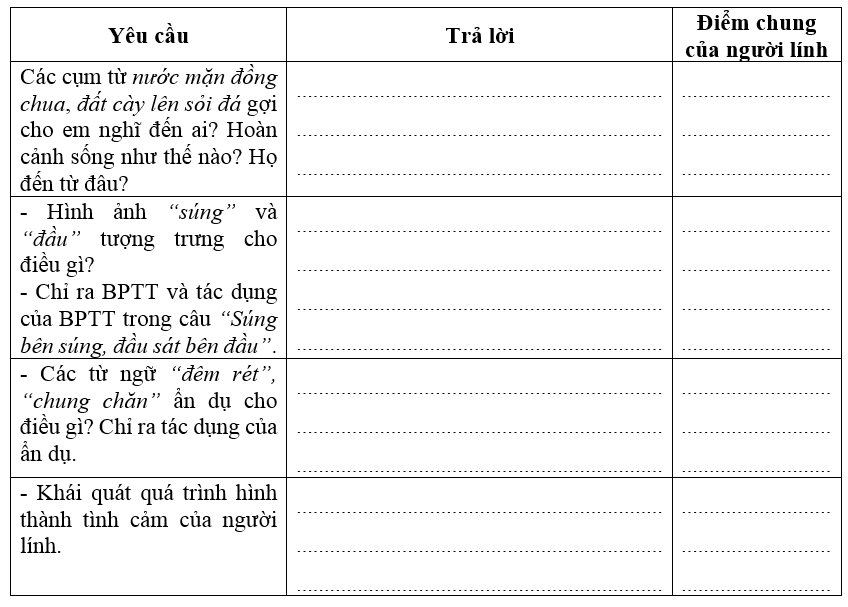 Yêu cầu
Trả lời
Điểm chung
của người lính
Các cụm từ nước mặn đồng
chua, đất cày lên sỏi đá gợi
cho em nghĩ đến ai? Hoàn
cảnh sống như thế nào? Họ
đến từ đâu?
- Hình ảnh “súng” và
“đầu” tượng trưng cho
điều gì?
- Chỉ ra BPTT và tác dụng
của BPTT trong câu “Súng
bên súng, đầu sát bên đầu”.
- Các từ ngữ “đêm rét”,
“chung chăn” ẩn dụ cho
điều gì? Chỉ ra tác dụng của
ẩn dụ.
- Khái quát quá trình hình
thành tình cảm của người
lính.